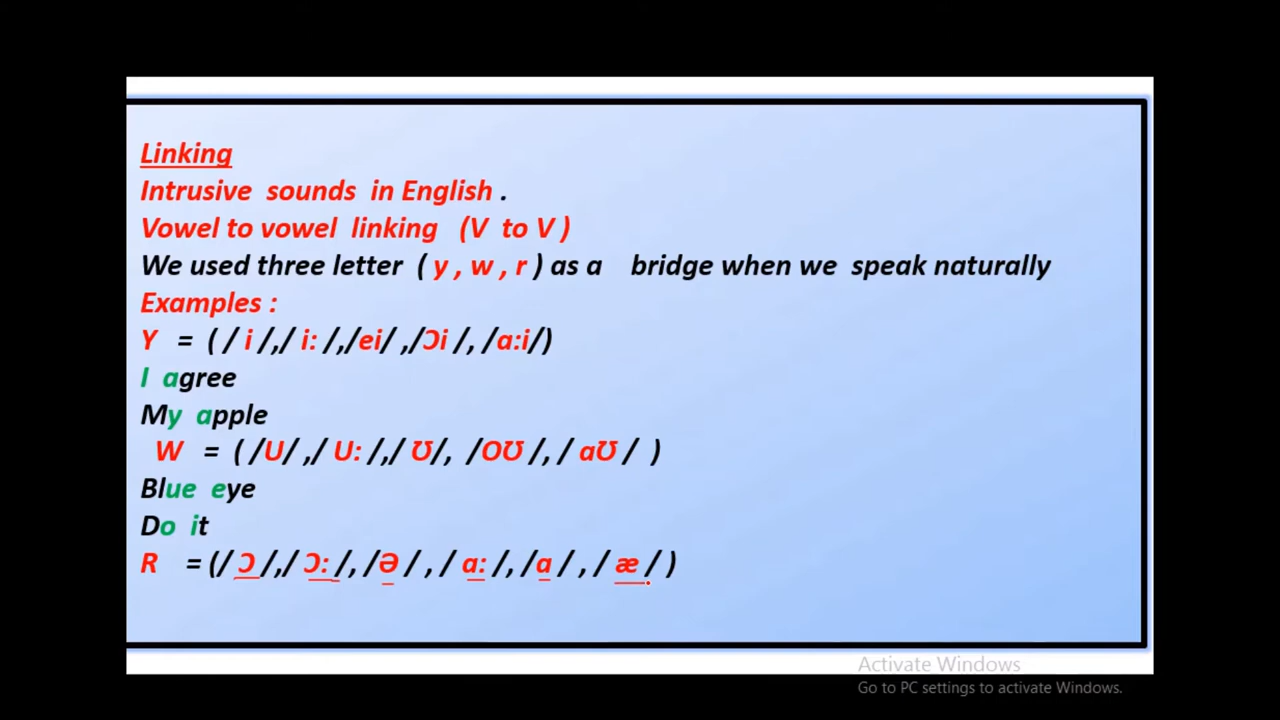 Linking
Intrusive sounds in English .
Vowel to vowel linking (V to V )
We used three letter ( y , w , r ) as a bridge when we speak naturally
Examples :
Y = ( / i /,/ i: /,/ei/ ,/Ɔi /, /a:i/)
I agree
My apple
W = ( /U/ ,/ U: /,/ Ʊ/, /OƱ /, / aƱ / )
Blue eye
Do it
R =(/ Ɔ /,/ Ɔ: /, /Ə / , / a: /, /a / , / æ / )
Activate Windows
Go to PC settings to activate Windows.